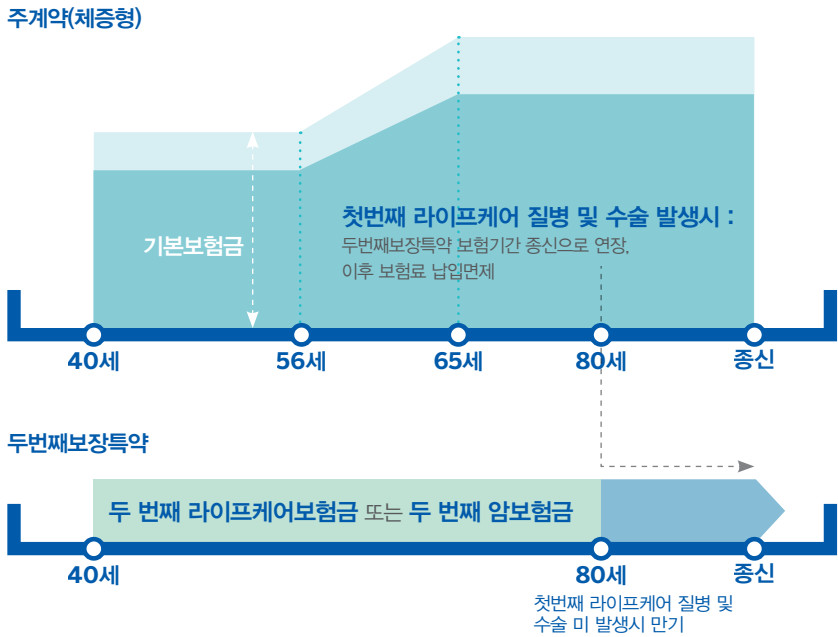 주계약(체증형)
기본보험금
첫번째 라이프케어 질병 및 수술 발생시 :
두번째보장특약 보험기간 종신으로 연장,
이후 보험료 납입면제
40세
56세
65세
80세
종신
두번째보장특약
두 번째 라이프케어보험금 또는 두 번째 암보험금
40세
80세
종신
첫번째 라이프케어 질병 및
수술 미 발생시 만기